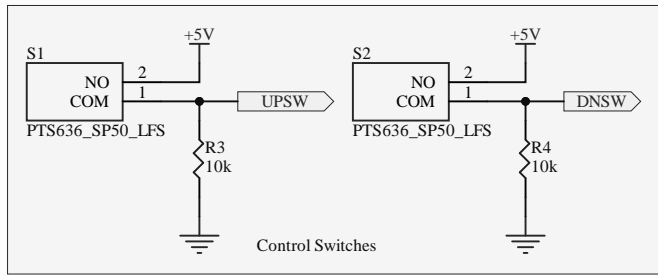 +5V
S1
NO 2
COM 1
UPSW
PTS636_SP50_LFS
R3
10k
+5V
S2
NO 2
COM 1
DNSW
PTS636_SP50_LFS
R4
10k
Control Switches